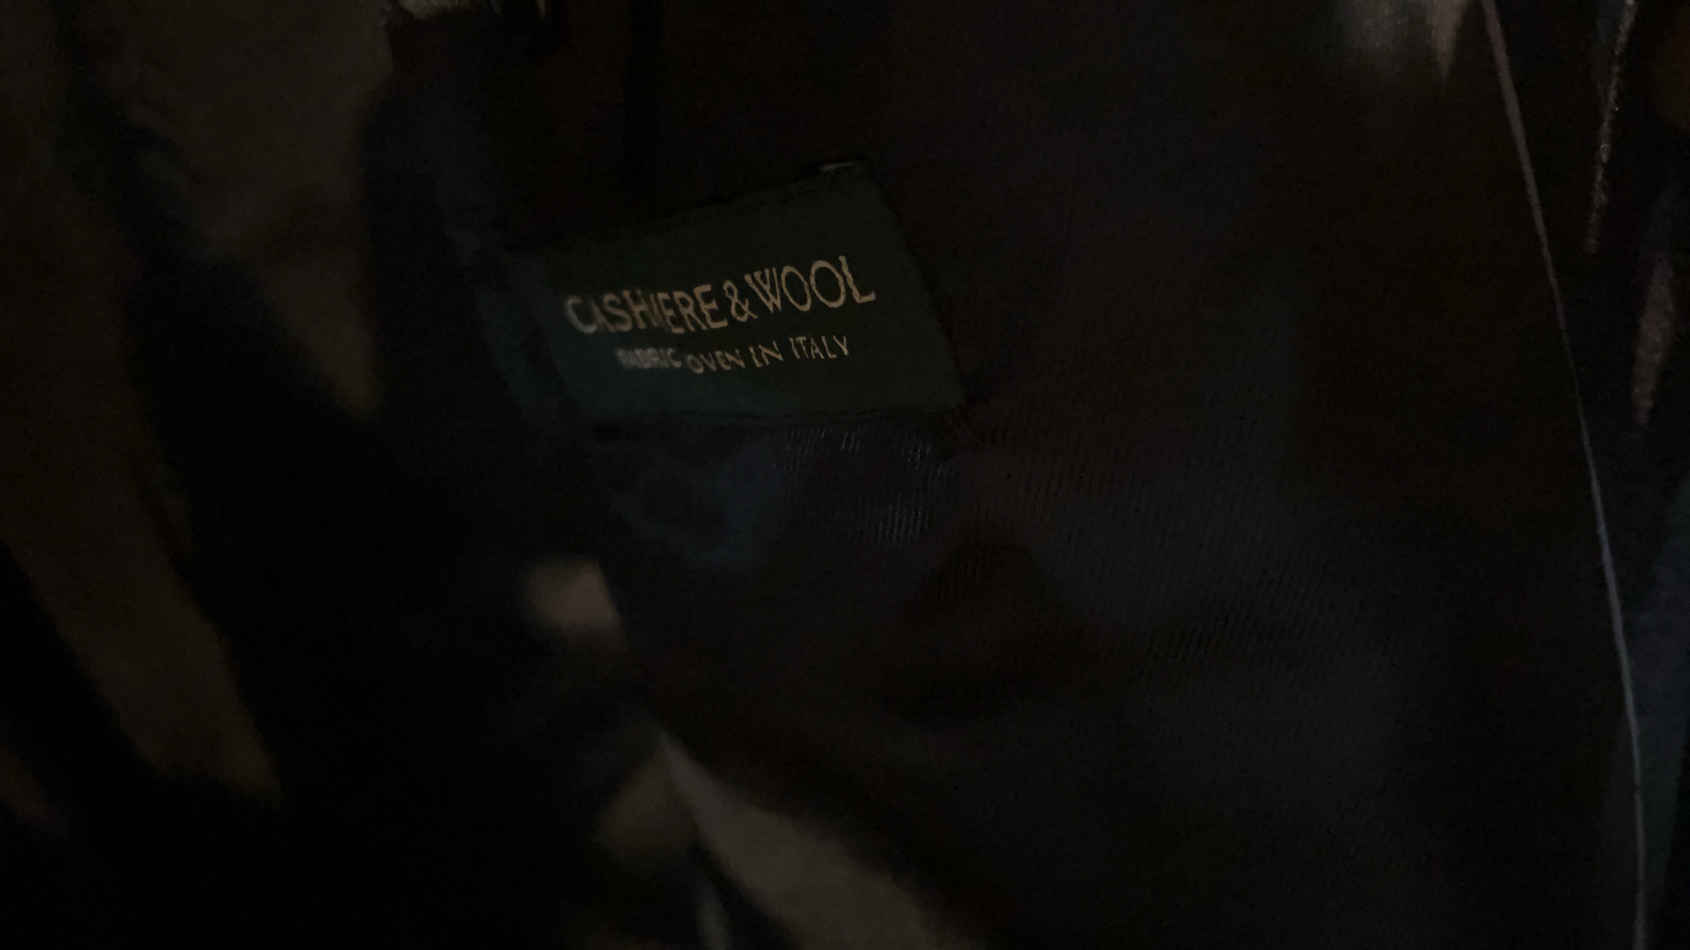 CASHMERE & WOOL
FABRIC WOVEN IN ITALY